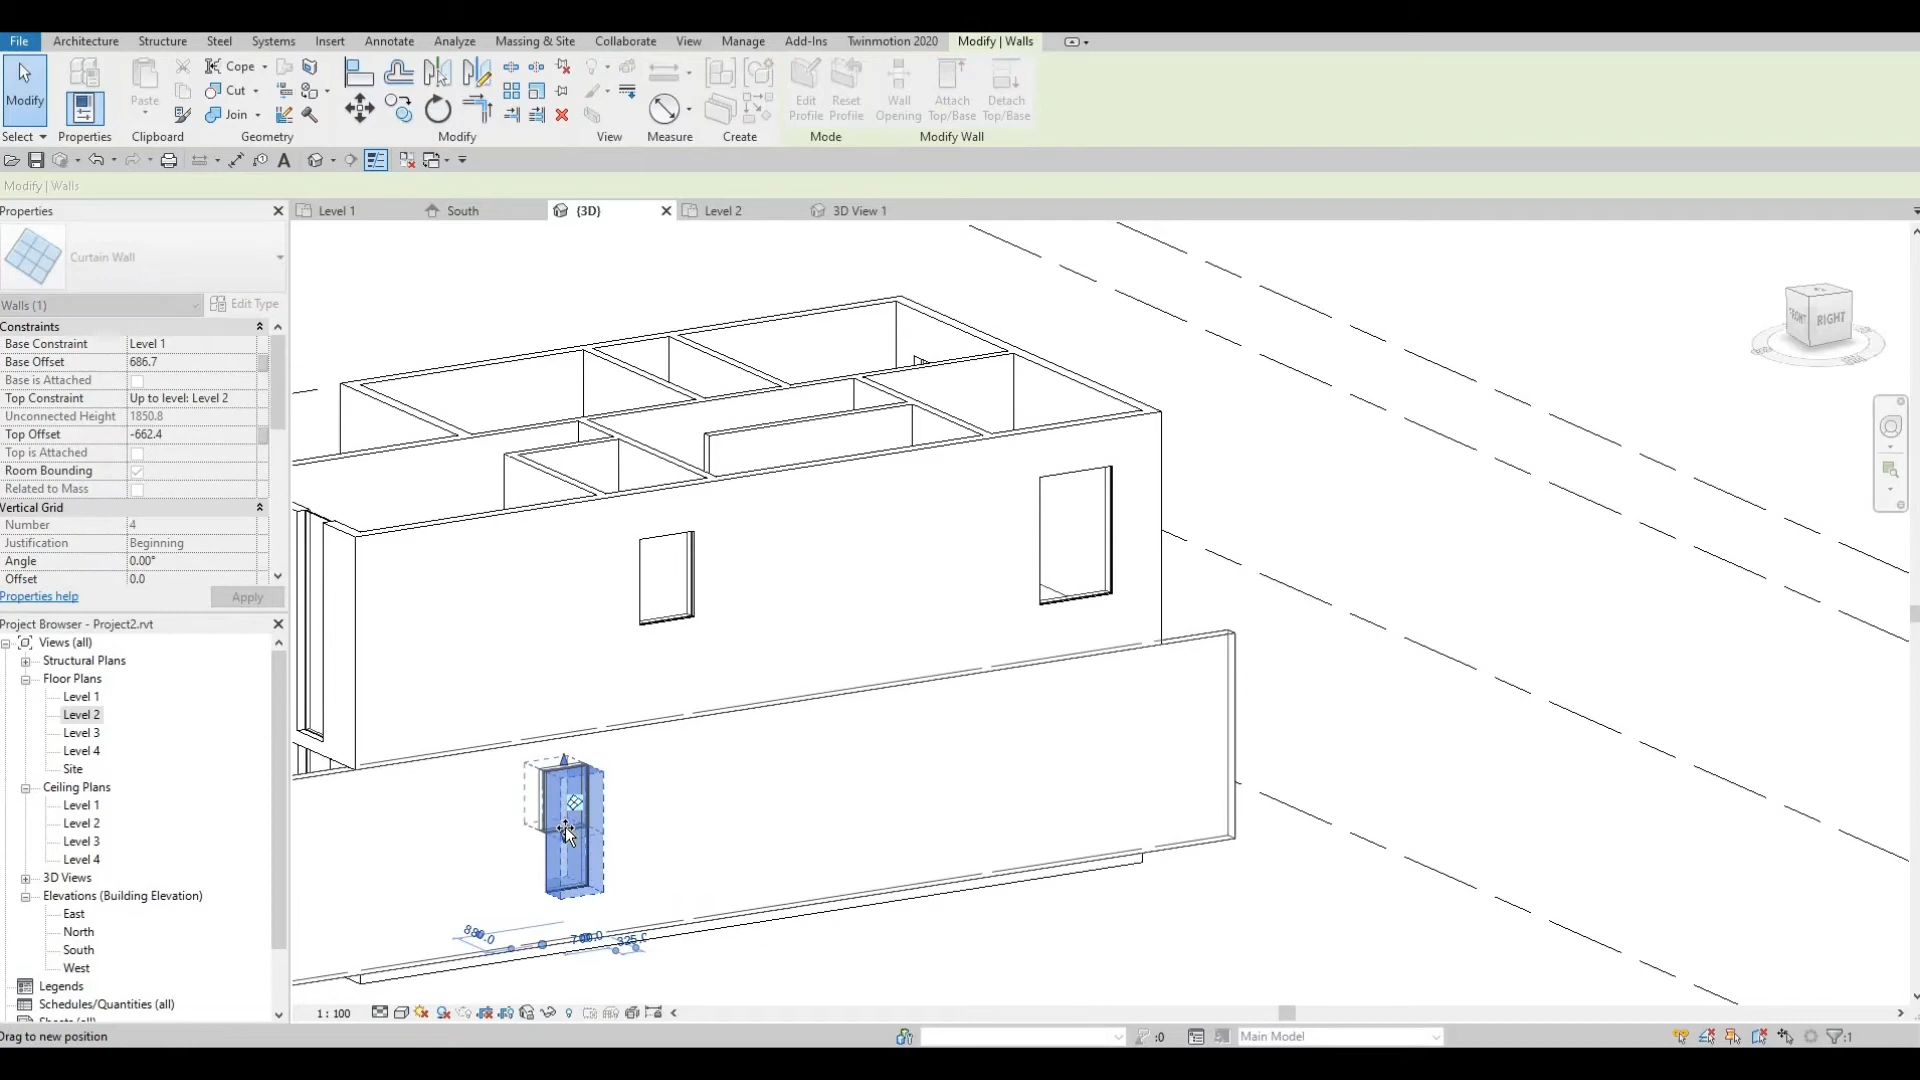 File Architecture Structure Steel Systems Insert Annotate Analyze Massing & Site Collaborate View Manage Add-Ins Twinmotion 2020 Modify | Walls
Modify
Paste
Cope
Cut
Join
Edit Profile
Reset Profile
Wall Opening
Attach Top/Base
Detach Top/Base
Select Properties Clipboard Geometry Modify View Measure Create Mode Modify Wall
Modify | Walls
Properties
Level 1 South {3D} Level 2 3D View 1
Curtain Wall
Walls (1) Edit Type
Constraints
Base Constraint Level 1
Base Offset 686.7
Base is Attached
Top Constraint Up to level: Level 2
Unconnected Height 1850.8
Top Offset -662.4
Top is Attached
Room Bounding
Related to Mass
Vertical Grid
Number 4
Justification Beginning
Angle 0.00°
Offset 0.0
Properties help Apply
Project Browser - Project2.rvt
Views (all)
Structural Plans
Floor Plans
Level 1
Level 2
Level 3
Level 4
Site
Ceiling Plans
Level 1
Level 2
Level 3
Level 4
3D Views
Elevations (Building Elevation)
East
North
South
West
Legends
Schedules/Quantities (all)
FRONT RIGHT
1 : 100
Drag to new position
:0
Main Model
:1